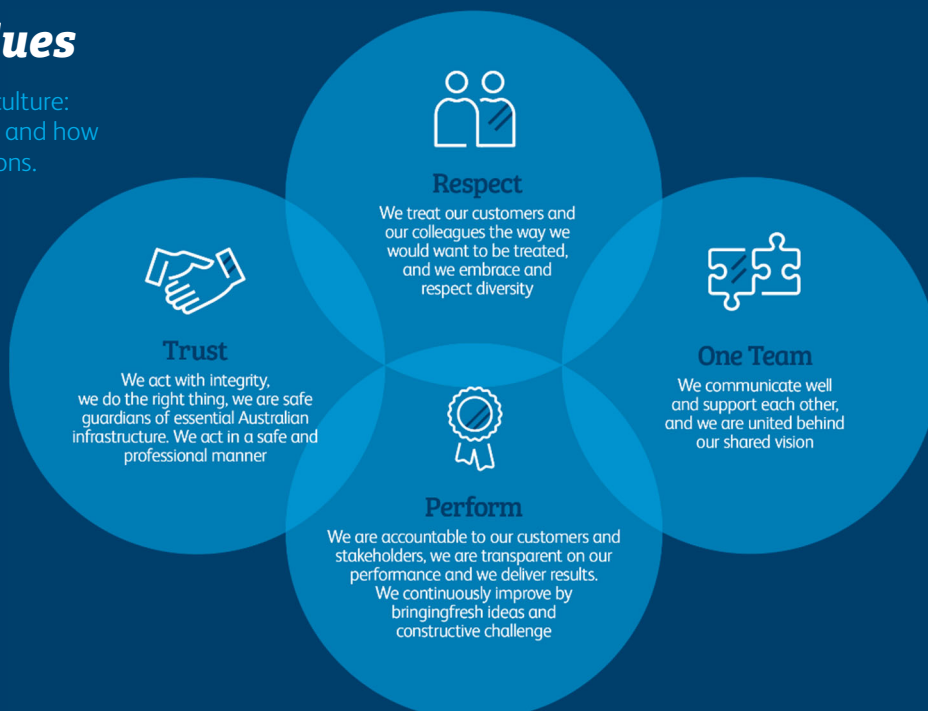 ues
ulture:
and how
ons.
Respect
We treat our customers and
our colleagues the way we
would want to be treated,
and we embrace and
respect diversity
Trust
We act with integrity,
we do the right thing, we are safe
guardians of essential Australian
infrastructure. We act in a safe and
professional manner
One Team
We communicate well
and support each other,
and we are united behind
our shared vision
Perform
We are accountable to our customers and
stakeholders, we are transparent on our
performance and we deliver results.
We continuously improve by
bringingfresh ideas and
constructive challenge